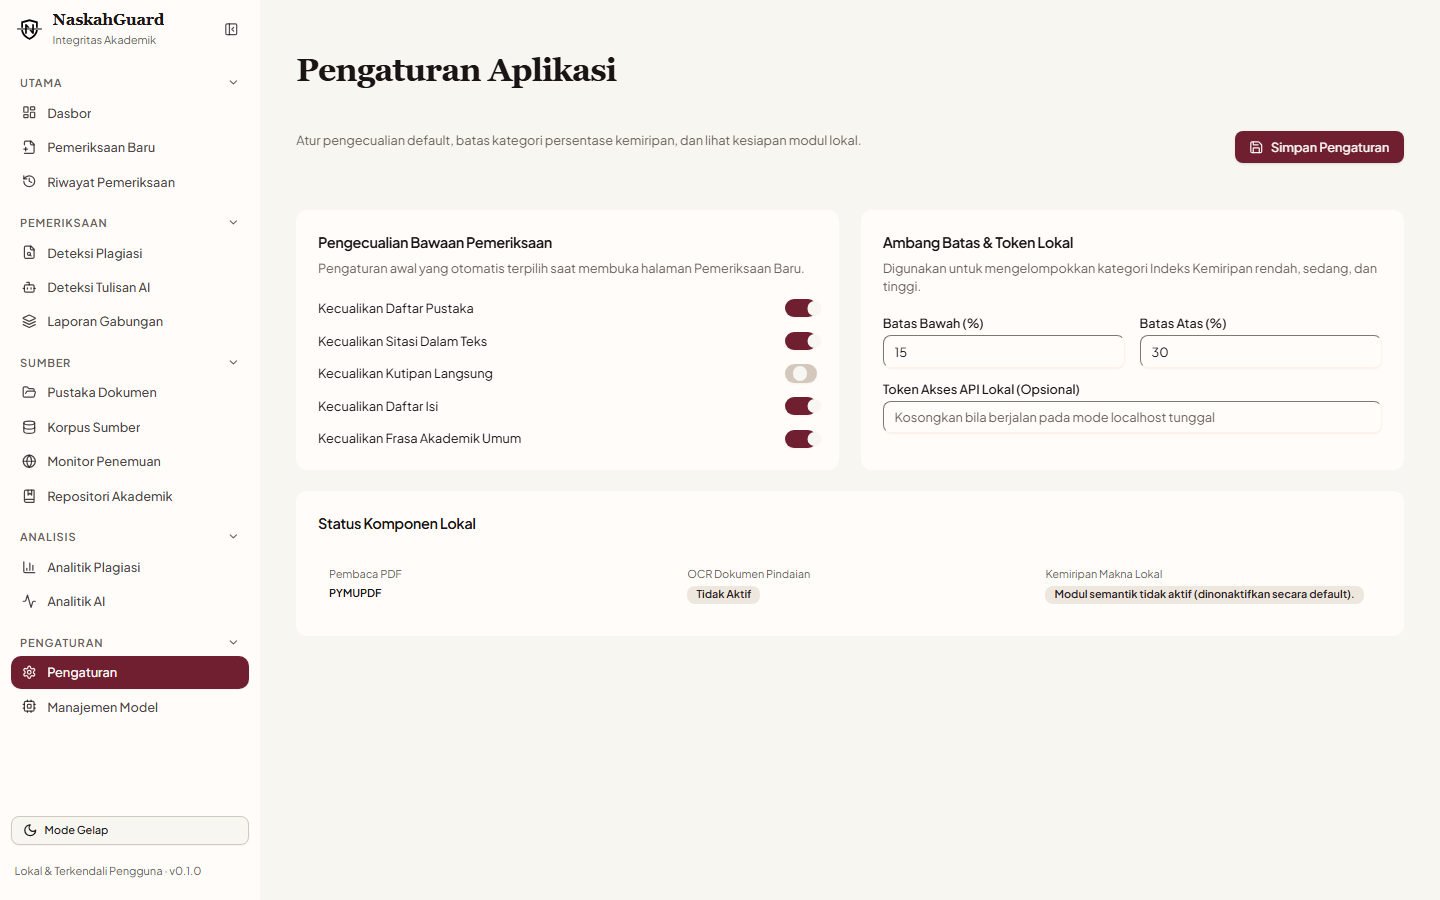 NaskahGuard
Integritas Akademik
UTAMA
Dasbor
Pemeriksaan Baru
Riwayat Pemeriksaan
PEMERIKSAAN
Deteksi Plagiasi
Deteksi Tulisan AI
Laporan Gabungan
SUMBER
Pustaka Dokumen
Korpus Sumber
Monitor Penemuan
Repositori Akademik
ANALISIS
Analitik Plagiasi
Analitik AI
PENGATURAN
Pengaturan
Manajemen Model
Mode Gelap
Lokal & Terkendali Pengguna · v0.1.0
Pengaturan Aplikasi
Atur pengecualian default, batas kategori persentase kemiripan, dan lihat kesiapan modul lokal.
Simpan Pengaturan
Pengecualian Bawaan Pemeriksaan
Pengaturan awal yang otomatis terpilih saat membuka halaman Pemeriksaan Baru.
Kecualikan Daftar Pustaka
Kecualikan Sitasi Dalam Teks
Kecualikan Kutipan Langsung
Kecualikan Daftar Isi
Kecualikan Frasa Akademik Umum
Ambang Batas & Token Lokal
Digunakan untuk mengelompokkan kategori Indeks Kemiripan rendah, sedang, dan
tinggi.
Batas Bawah (%)
Batas Atas (%)
15
30
Token Akses API Lokal (Opsional)
Kosongkan bila berjalan pada mode localhost tunggal
Status Komponen Lokal
Pembaca PDF
PYMUPDF
OCR Dokumen Pindaian
Tidak Aktif
Kemiripan Makna Lokal
Modul semantik tidak aktif (dinonaktifkan secara default).